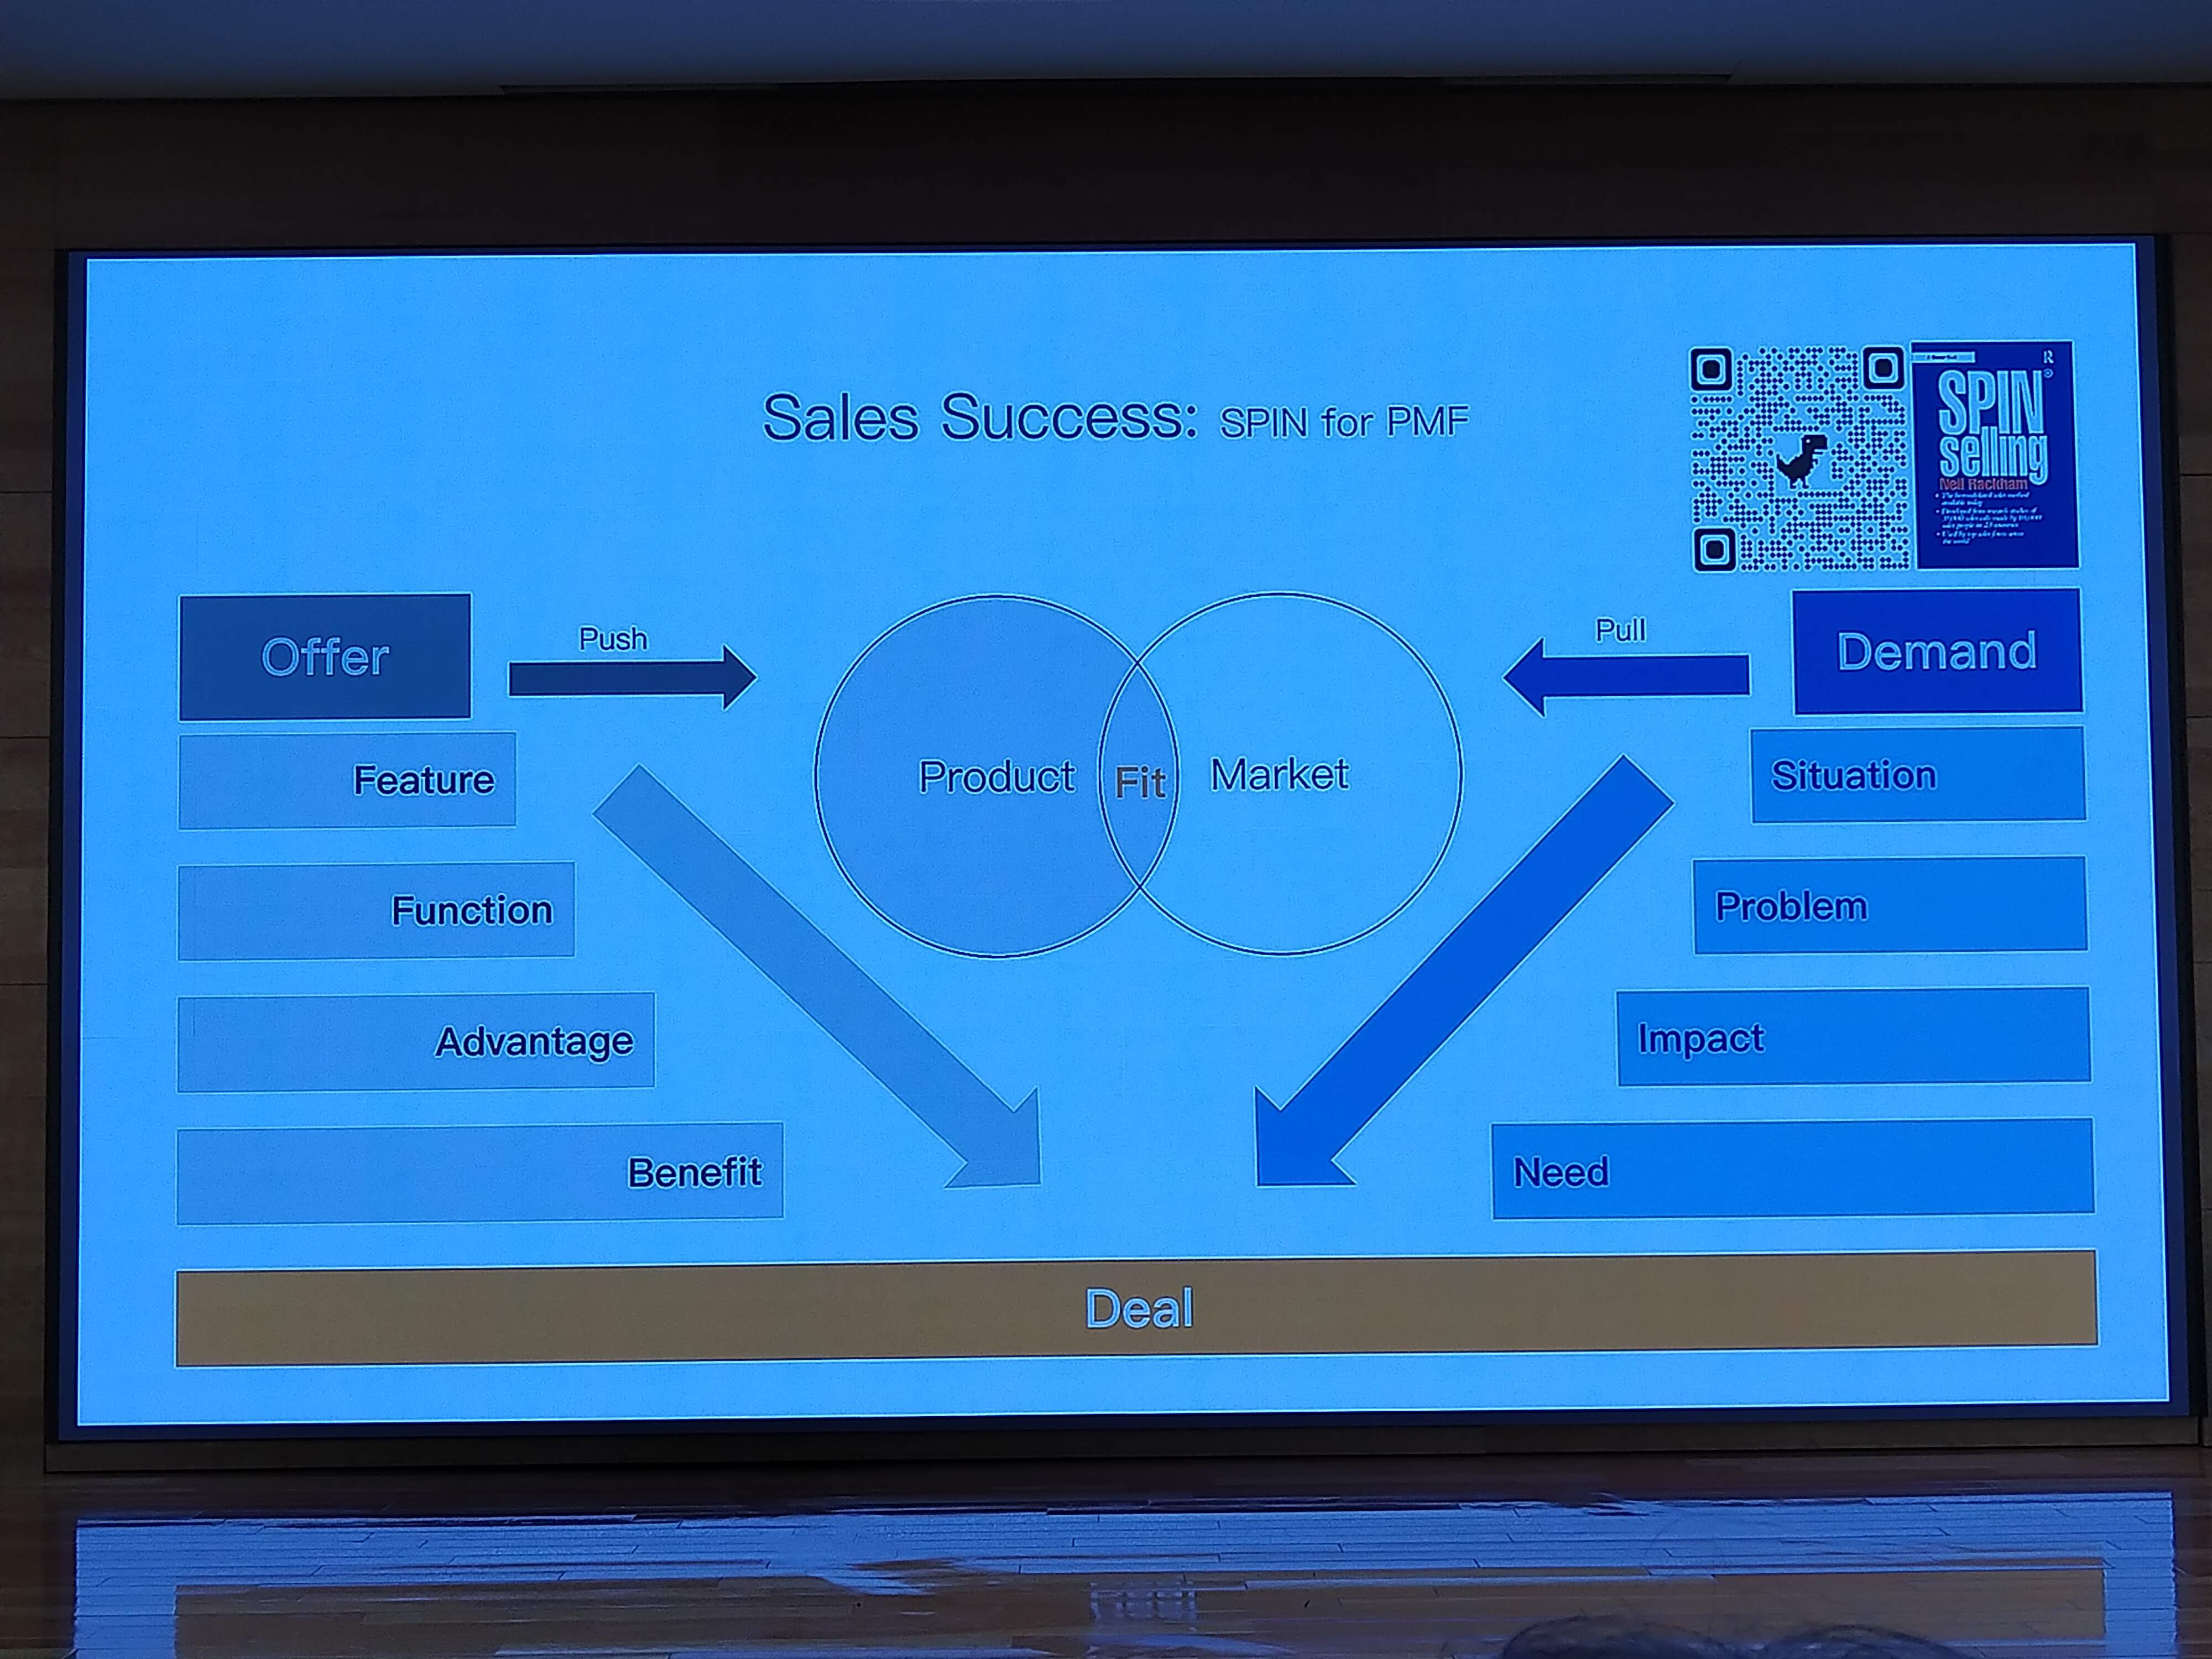 Sales Success: SPIN for PMF
R
SPIN
selling
Neil Rackham
Offer
Push
Pull
Demand
Feature
Function
Advantage
Benefit
Product
Fit
Market
Situation
Problem
Impact
Need
Deal